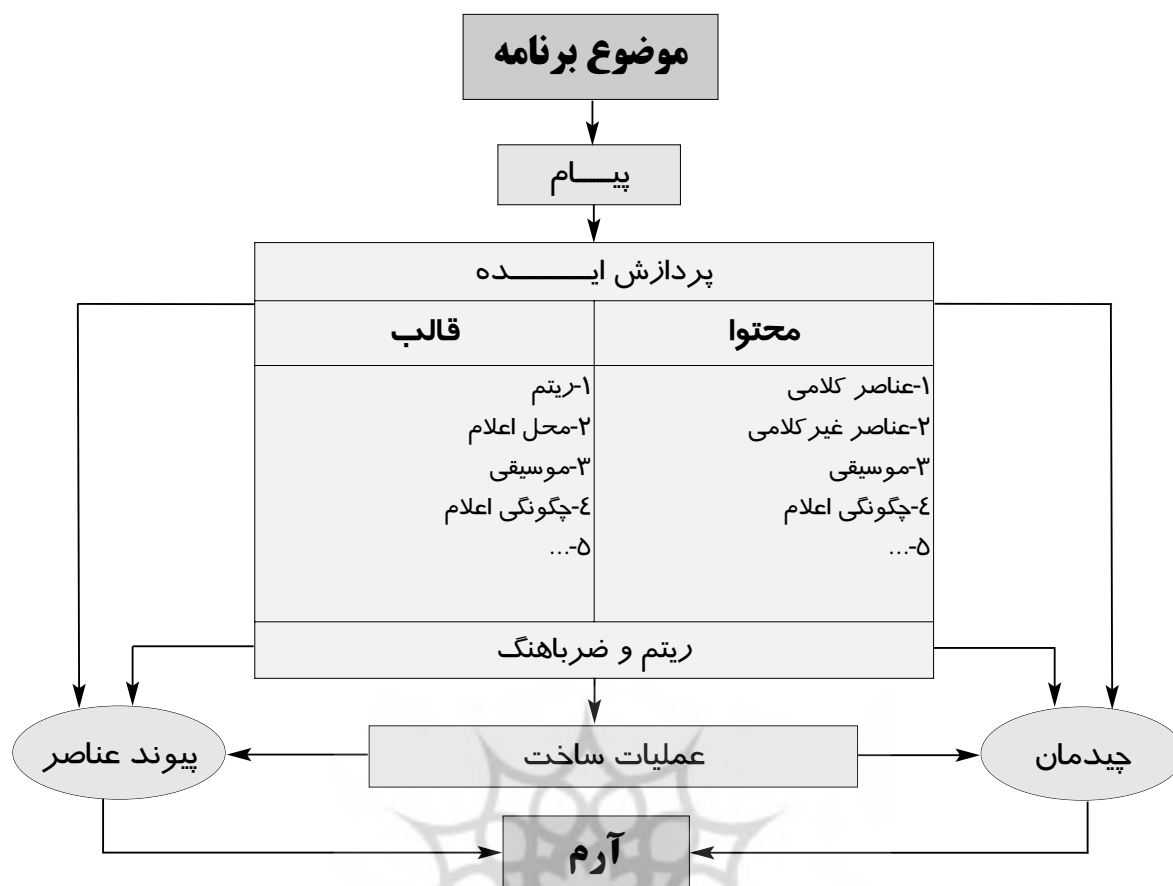 موضوع برنامه
پیـــام
پردازش ایــــــده
محتوا
قالب
۱-عناصر کلامی
۲-عناصر غیرکلامی
۳-موسیقی
٤-چگونگی اعلام
۵-...
۱-ریتم
۲-محل اعلام
۳-موسیقی
٤-چگونگی اعلام
۵-...
ریتم و ضرباهنگ
چیدمان
عملیات ساخت
پیوند عناصر
آرم